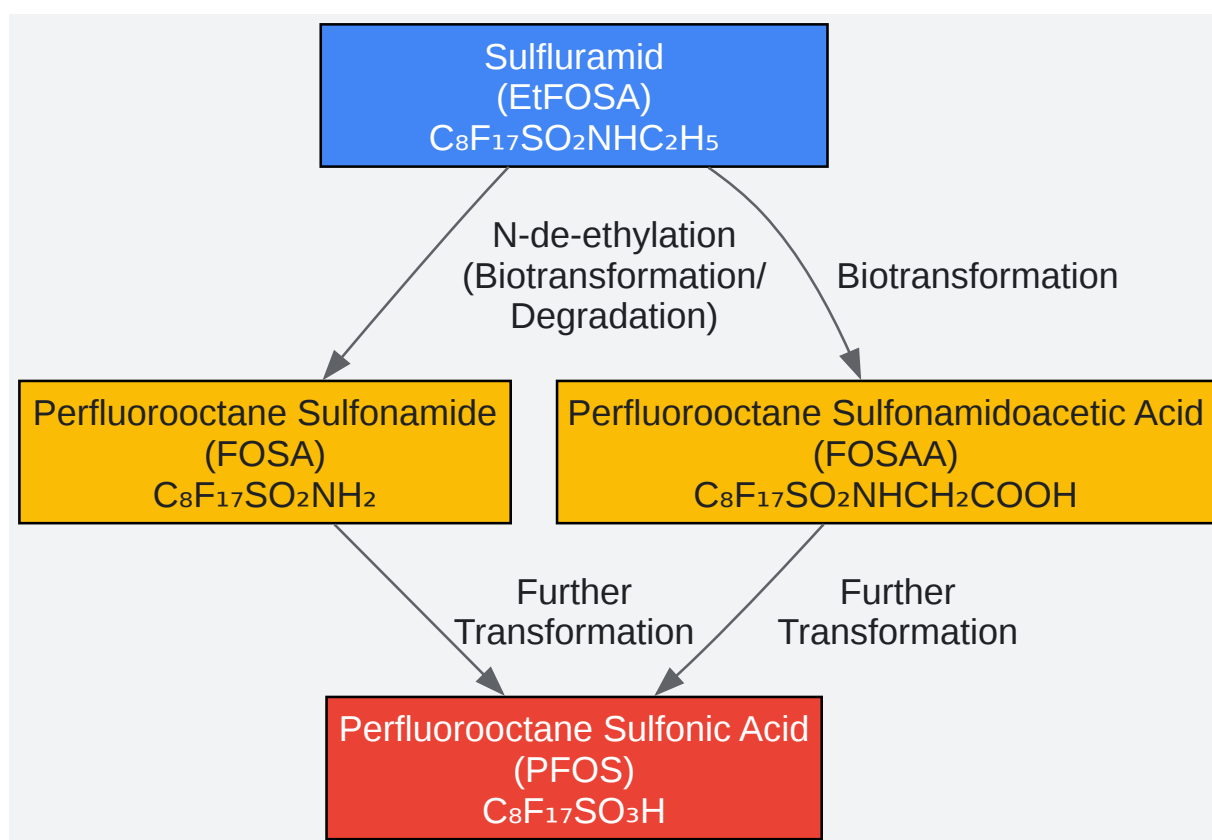 Sulfluramid
(EtFOSA)
C₈F₁₇SO₂NHC₂H₅
N-de-ethylation
(Biotransformation/
Degradation)
Biotransformation
Perfluorooctane Sulfonamide
(FOSA)
C₈F₁₇SO₂NH₂
Perfluorooctane Sulfonamidoacetic Acid
(FOSAA)
C₈F₁₇SO₂NHCH₂COOH
Further
Transformation
Further
Transformation
Perfluorooctane Sulfonic Acid
(PFOS)
C₈F₁₇SO₃H